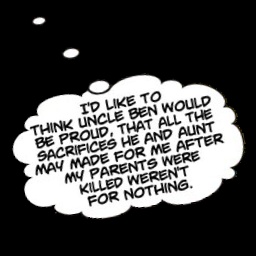 I'D LIKE TO
THINK UNCLE BEN WOULD
BE PROUD, THAT ALL THE
SACRIFICES HE AND AUNT
MAY MADE FOR ME AFTER
MY PARENTS WERE
KILLED WEREN'T
FOR NOTHING.